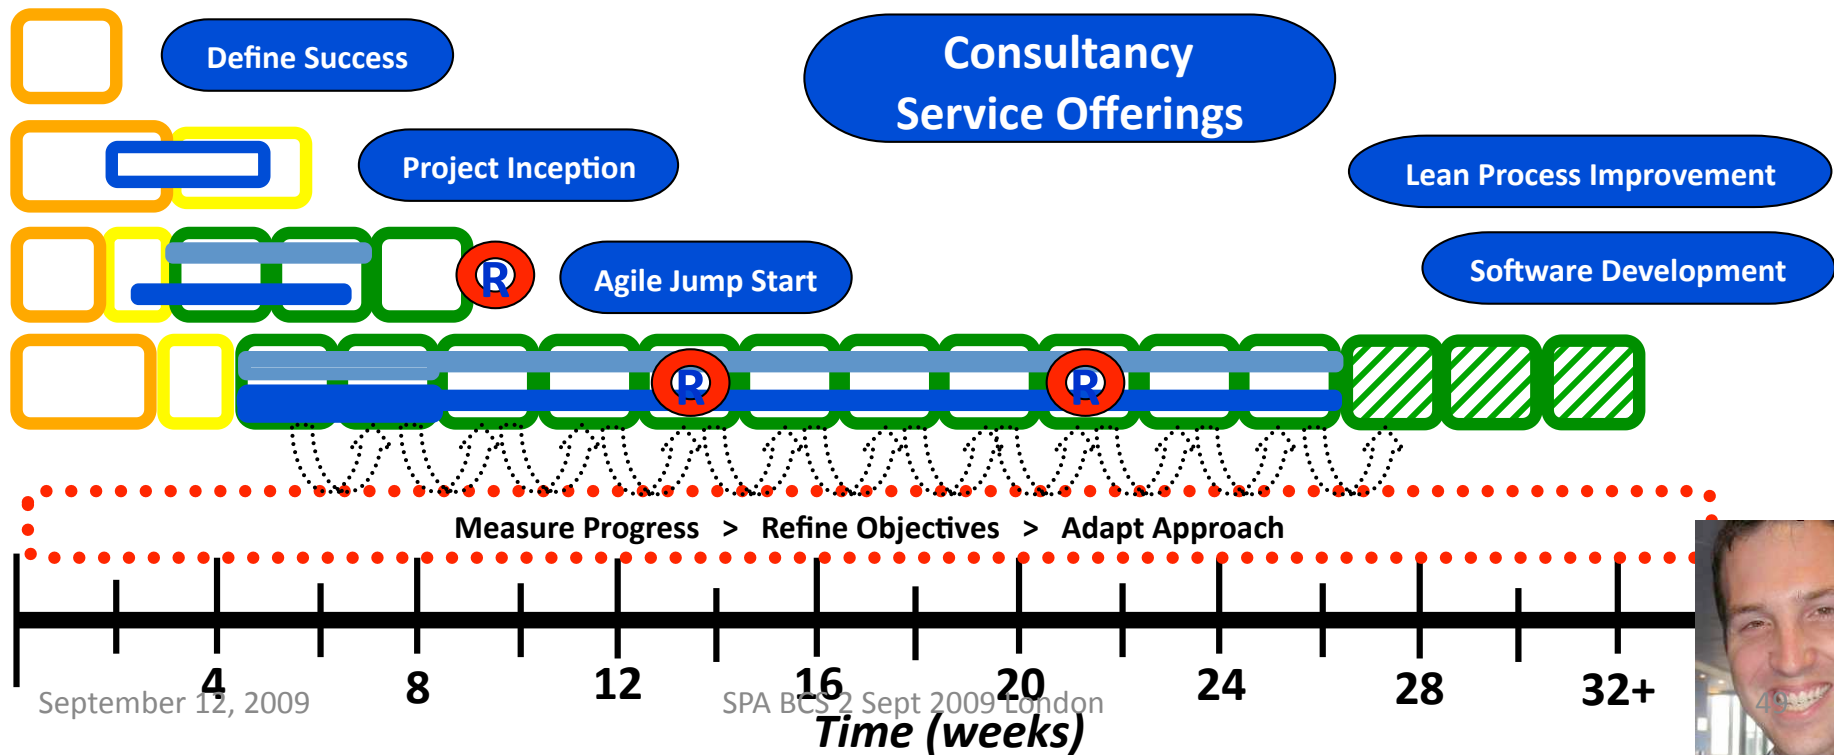 Define Success
Consultancy
Service Offerings
Project Inception
Lean Process Improvement
Agile Jump Start
Software Development
R
R
R
Measure Progress > Refine Objectives > Adapt Approach
4 8 12 16 20 24 28 32+
September 12, 2009 SPA BCS 2 Sept 2009 London 49
Time (weeks)